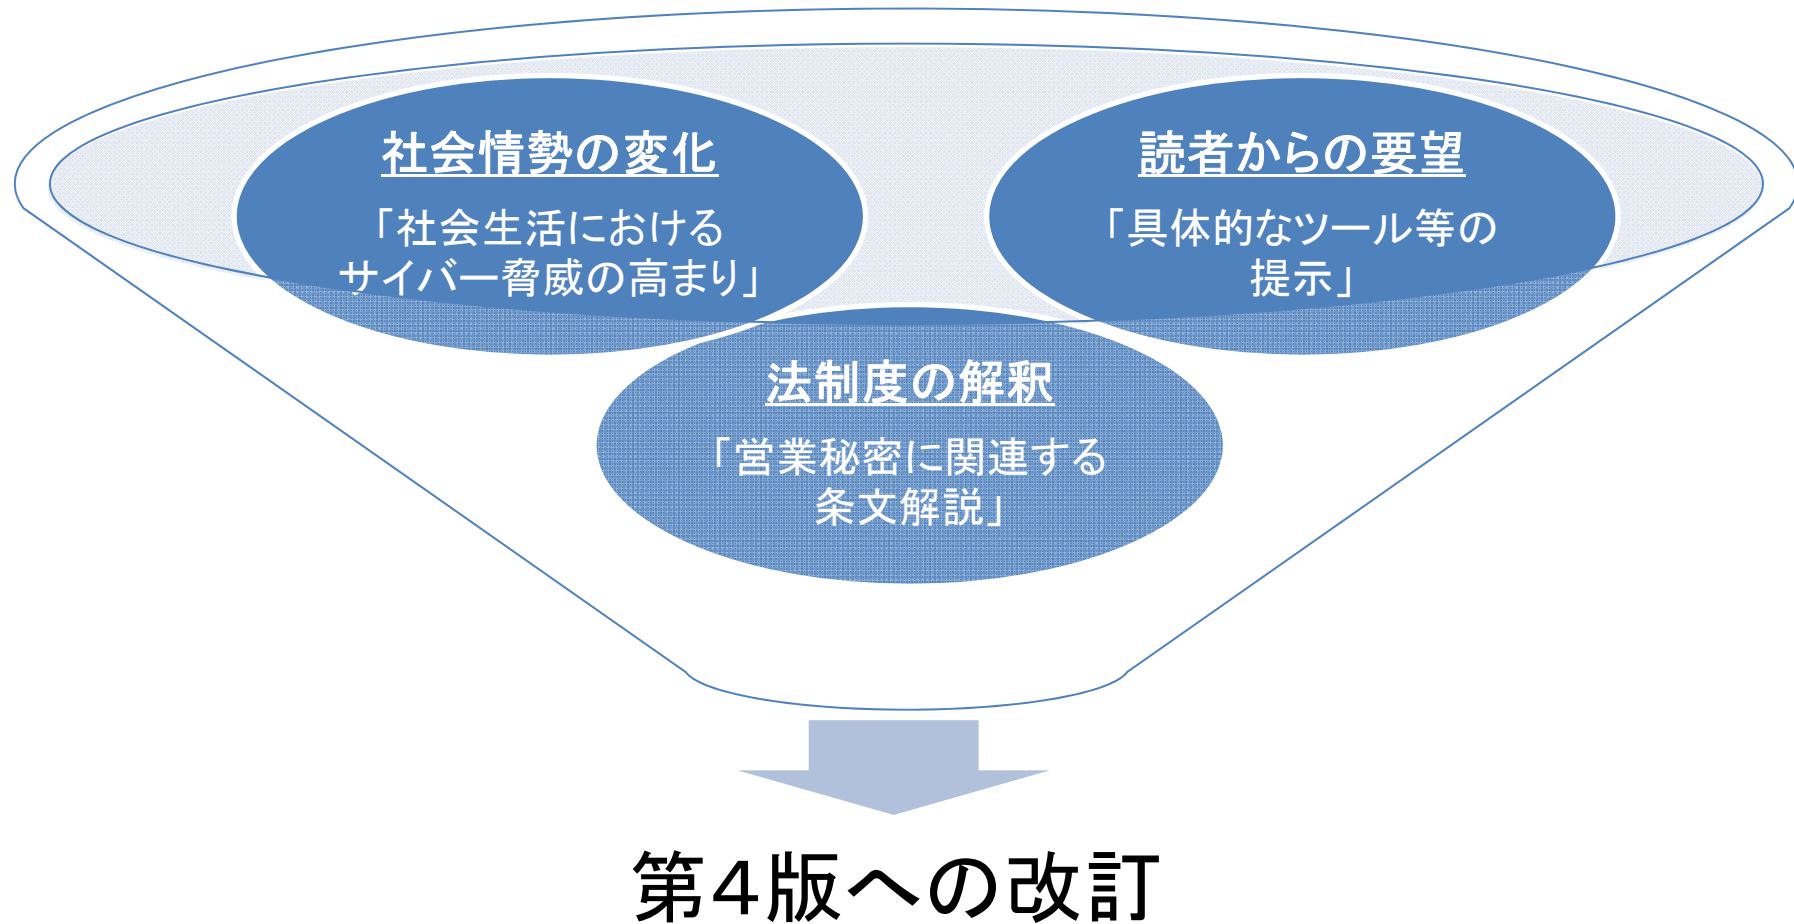 社会情勢の変化
「社会生活における
サイバー脅威の高まり」
読者からの要望
「具体的なツール等の
提示」
法制度の解釈
「営業秘密に関連する
条文解説」
第4版への改訂